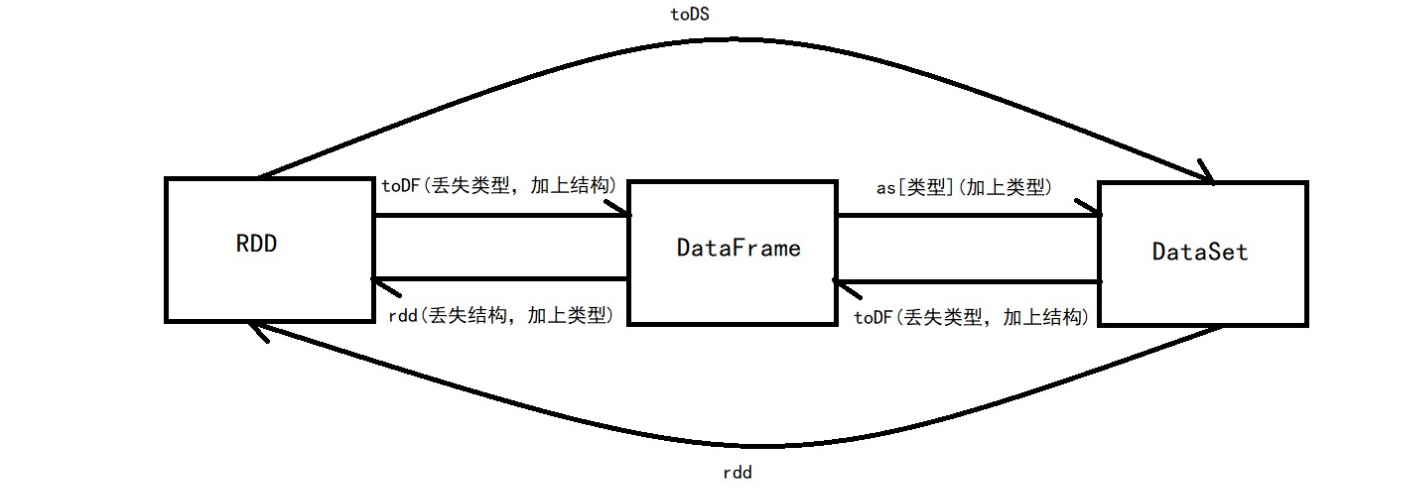 toDS
toDF(丢失类型，加上结构)
as[类型](加上类型)
RDD
DataFrame
DataSet
rdd(丢失结构，加上类型)
toDF(丢失类型，加上结构)
rdd